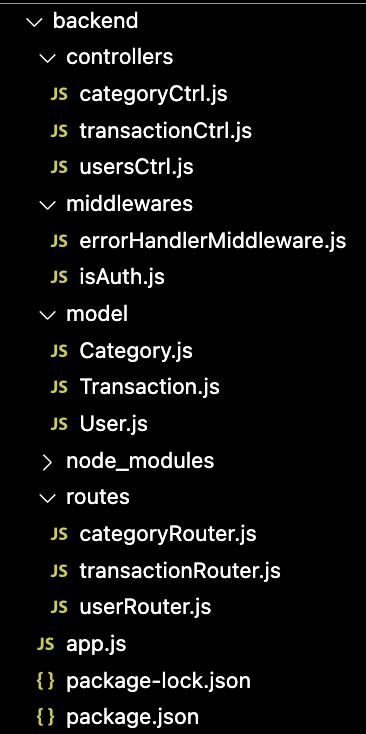 backend
controllers
JS categoryCtrl.js
JS transactionCtrl.js
JS usersCtrl.js
middlewares
JS errorHandlerMiddleware.js
JS isAuth.js
model
JS Category.js
JS Transaction.js
JS User.js
node_modules
routes
JS categoryRouter.js
JS transactionRouter.js
JS userRouter.js
JS app.js
{} package-lock.json
{} package.json